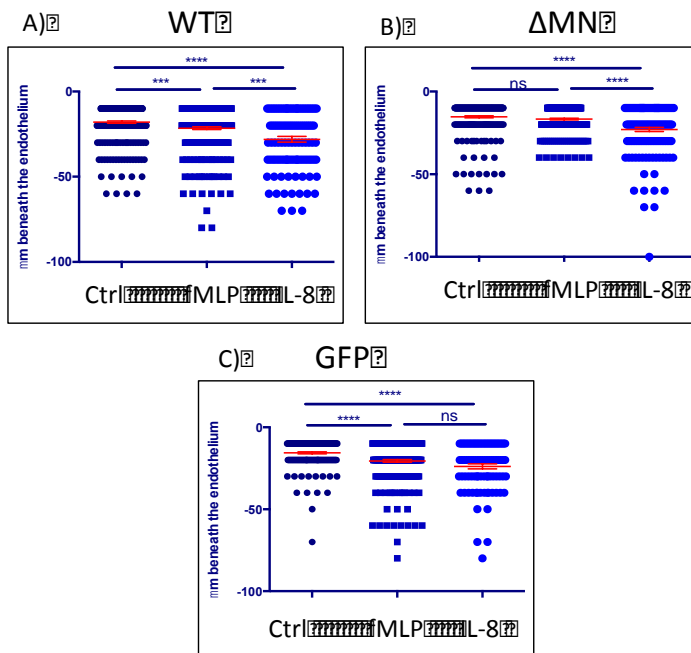 A)
WT
B)
ΔMN
****
***
***
0
-50
-100
mm beneath the endothelium
Ctrl fMLP IL-8
****
ns
****
0
-50
-100
mm beneath the endothelium
Ctrl fMLP IL-8
C)
GFP
****
****
ns
0
-50
-100
mm beneath the endothelium
Ctrl fMLP IL-8